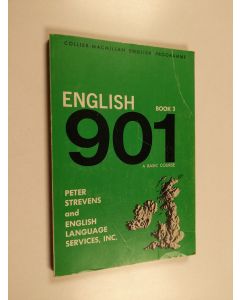 COLLIER-MACMILLAN ENGLISH PROGRAMME
ENGLISH
BOOK 3
901
A BASIC COURSE
PETER
STREVENS
and
ENGLISH
LANGUAGE
SERVICES, INC.